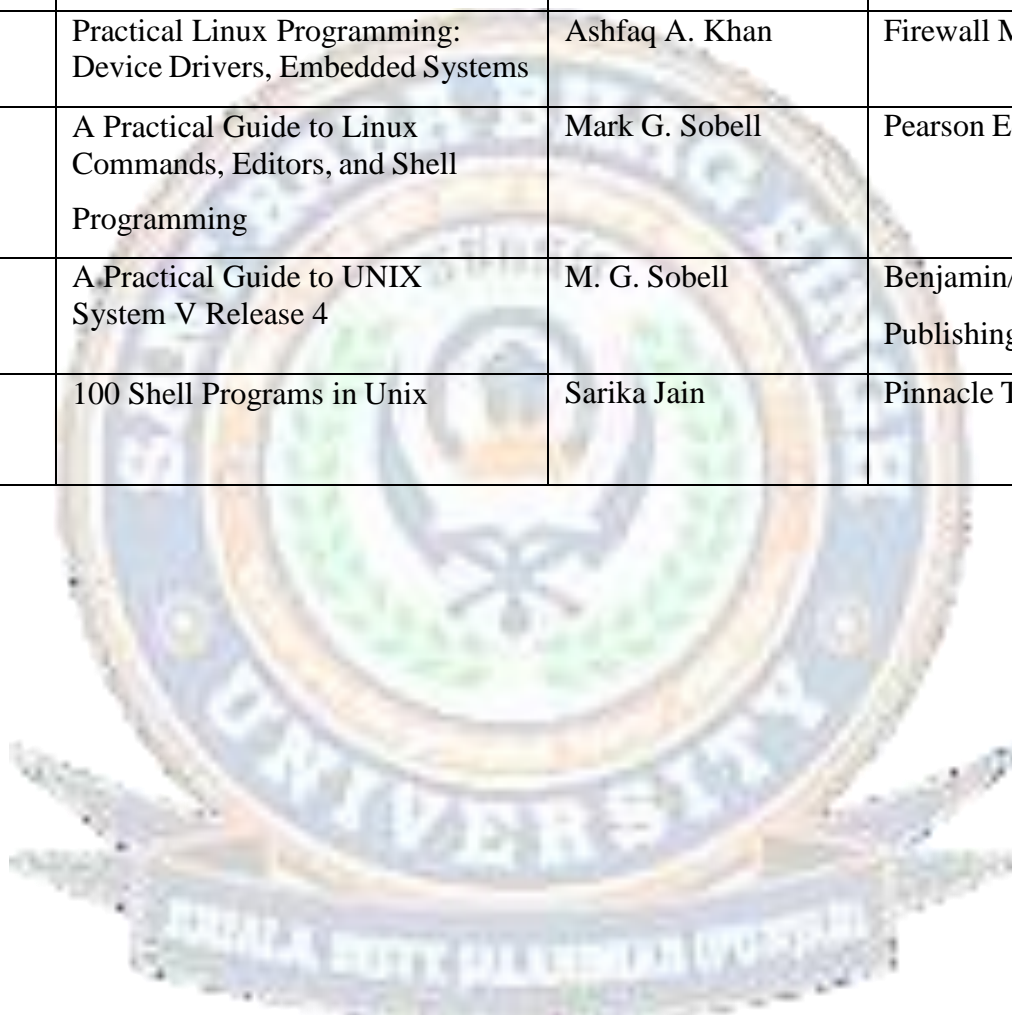 Practical Linux Programming: Ashfaq A. Khan Firewall M
Device Drivers, Embedded Systems
A Practical Guide to Linux Mark G. Sobell Pearson E
Commands, Editors, and Shell
Programming
A Practical Guide to UNIX M. G. Sobell Benjamin/
System V Release 4
Publishing
100 Shell Programs in Unix Sarika Jain Pinnacle T
UNIVERSITY